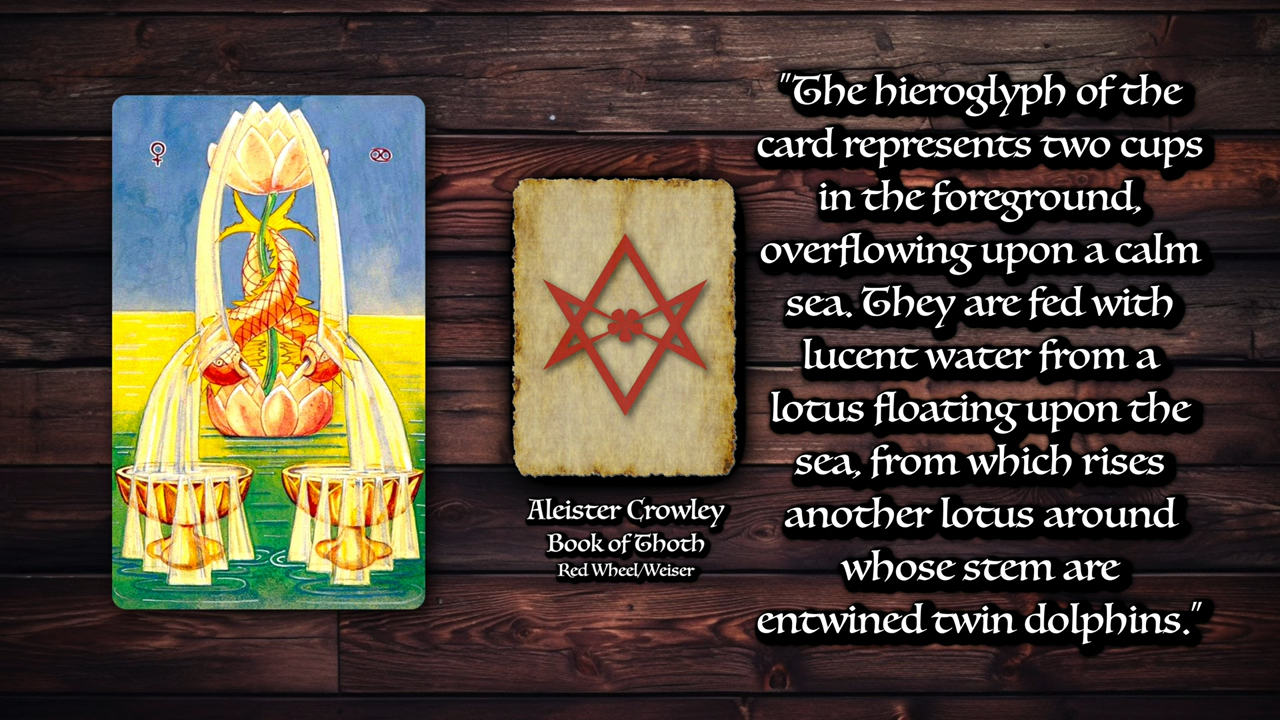 "The hieroglyph of the
card represents two cups
in the foreground,
overflowing upon a calm
sea. They are fed with
lucent water from a
lotus floating upon the
sea, from which rises
another lotus around
whose stem are
entwined twin dolphins."
Aleister Crowley
Book of Thoth
Red Wheel/Weiser